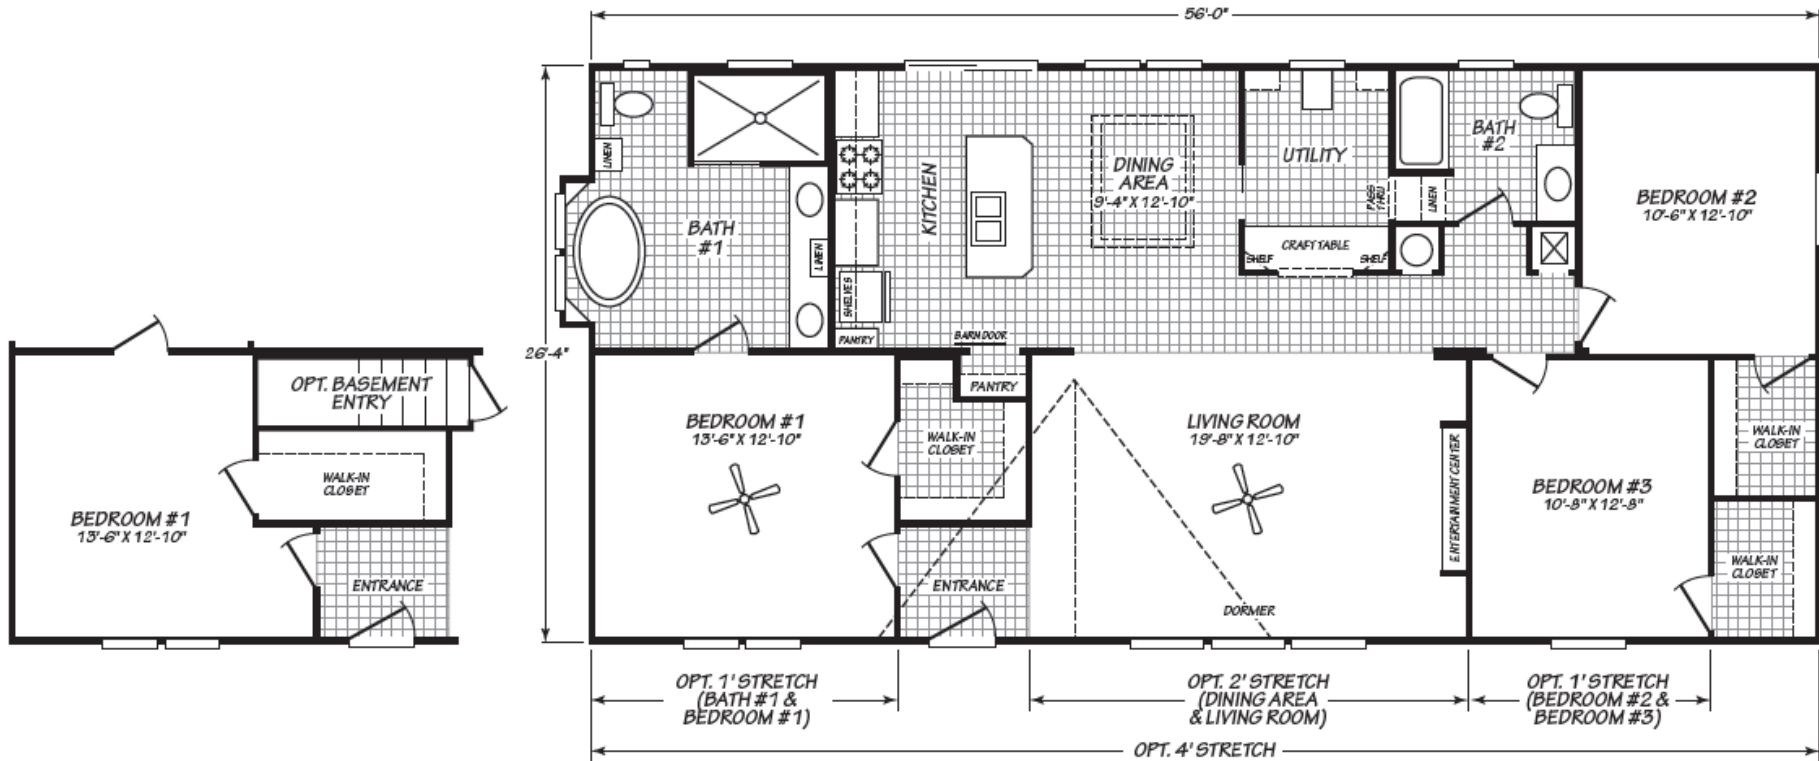 56'-0"
26'-4"
LINEN
BATH
#1
LINEN
KITCHEN
SHELVES
PANTRY
DINING
AREA
9'-4" X 12'-10"
UTILITY
PASS
THRU
LINEN
CRAFT TABLE
SHELF
SHELF
BATH
#2
BEDROOM #2
10'-6" X 12'-10"
BARN DOOR
PANTRY
BEDROOM #1
13'-6" X 12'-10"
WALK-IN
CLOSET
ENTRANCE
LIVING ROOM
19'-8" X 12'-10"
DORMER
ENTERTAINMENT CENTER
BEDROOM #3
10'-8" X 12'-8"
WALK-IN
CLOSET
WALK-IN
CLOSET
OPT. BASEMENT
ENTRY
WALK-IN
CLOSET
BEDROOM #1
13'-6" X 12'-10"
ENTRANCE
OPT. 1' STRETCH
(BATH #1 &
BEDROOM #1)
OPT. 2' STRETCH
(DINING AREA
& LIVING ROOM)
OPT. 1' STRETCH
(BEDROOM #2 &
BEDROOM #3)
OPT. 4' STRETCH